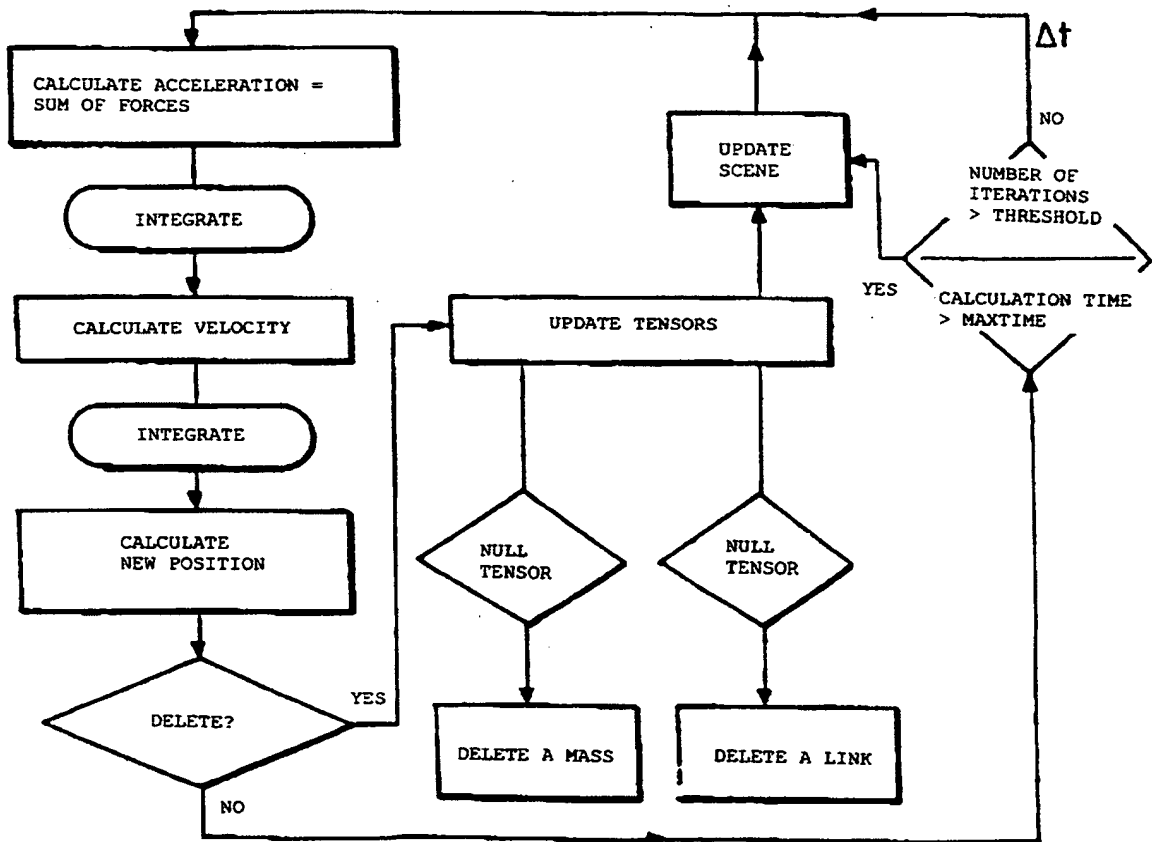 Δt
CALCULATE ACCELERATION =
SUM OF FORCES
NO
UPDATE
SCENE
NUMBER OF
ITERATIONS
> THRESHOLD
INTEGRATE
YES
CALCULATION TIME
> MAXTIME
CALCULATE VELOCITY
UPDATE TENSORS
INTEGRATE
CALCULATE
NEW POSITION
NULL
TENSOR
NULL
TENSOR
YES
DELETE?
DELETE A MASS
DELETE A LINK
NO